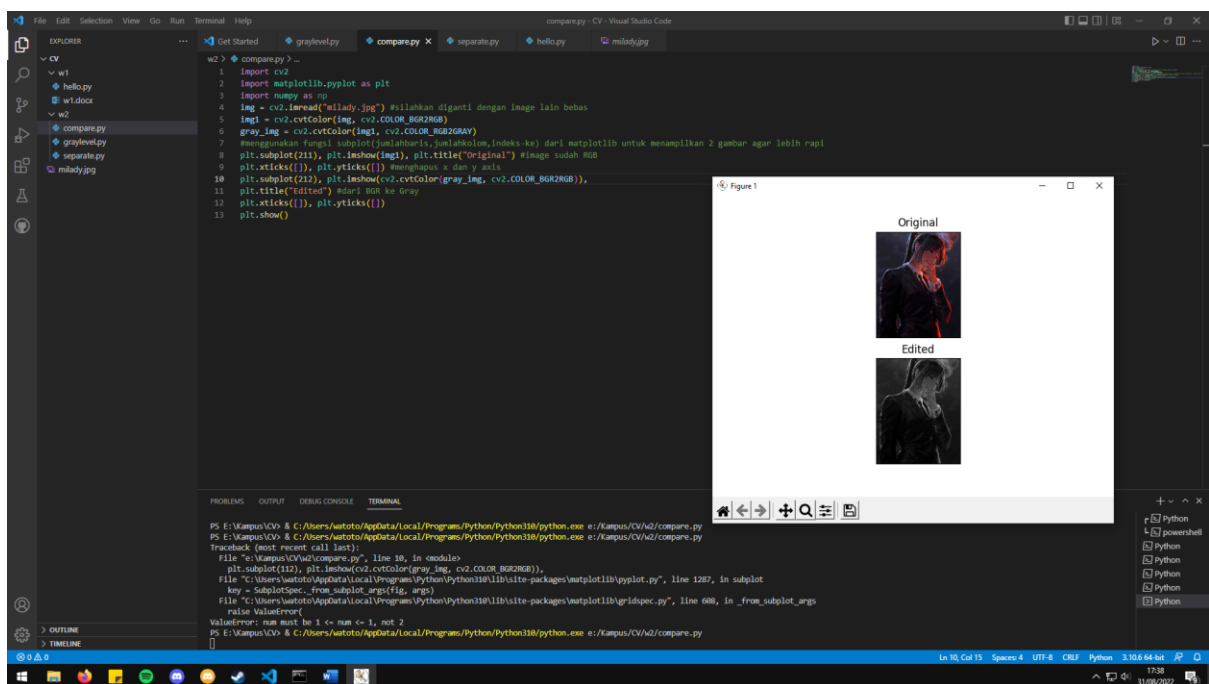 File Edit Selection View Go Run Terminal Help
compare.py - CV - Visual Studio Code
EXPLORER
CV
w1
hello.py
w1.docx
w2
compare.py
graylevel.py
separate.py
milady.jpg
OUTLINE
TIMELINE
Get Started graylevel.py compare.py separate.py hello.py milady.jpg
w2 > compare.py > ...
1 import cv2
2 import matplotlib.pyplot as plt
3 import numpy as np
4 img = cv2.imread("milady.jpg") #silahkan diganti dengan image lain bebas
5 img1 = cv2.cvtColor(img, cv2.COLOR_BGR2RGB)
6 gray_img = cv2.cvtColor(img1, cv2.COLOR_RGB2GRAY)
7 #menggunakan fungsi subplot(jumlahbaris,jumlahkolom,indeks-ke) dari matplotlib untuk menampilkan 2 gambar agar lebih rapi
8 plt.subplot(211), plt.imshow(img1), plt.title("Original") #image sudah RGB
9 plt.xticks([]), plt.yticks([]) #menghapus x dan y axis
10 plt.subplot(212), plt.imshow(cv2.cvtColor(gray_img, cv2.COLOR_BGR2RGB)),
11 plt.title("Edited") #dari BGR ke Gray
12 plt.xticks([]), plt.yticks([])
13 plt.show()
Figure 1
Original
Edited
PROBLEMS OUTPUT DEBUG CONSOLE TERMINAL
PS E:\Kampus\CV> & C:/Users/watoto/AppData/Local/Programs/Python/Python310/python.exe e:/Kampus/CV/w2/compare.py
PS E:\Kampus\CV> & C:/Users/watoto/AppData/Local/Programs/Python/Python310/python.exe e:/Kampus/CV/w2/compare.py
Traceback (most recent call last):
File "e:\Kampus\CV\w2\compare.py", line 10, in <module>
plt.subplot(112), plt.imshow(cv2.cvtColor(gray_img, cv2.COLOR_BGR2RGB)),
File "C:\Users\watoto\AppData\Local\Programs\Python\Python310\lib\site-packages\matplotlib\pyplot.py", line 1287, in subplot
key = SubplotSpec._from_subplot_args(fig, args)
File "C:\Users\watoto\AppData\Local\Programs\Python\Python310\lib\site-packages\matplotlib\gridspec.py", line 608, in _from_subplot_args
raise ValueError(
ValueError: num must be 1 <= num <= 1, not 2
PS E:\Kampus\CV> & C:/Users/watoto/AppData/Local/Programs/Python/Python310/python.exe e:/Kampus/CV/w2/compare.py
Python
powershell
Python
Python
Python
Python
Python
0 0
Ln 10, Col 15 Spaces: 4 UTF-8 CRLF Python 3.10.6 64-bit
17:38
31/08/2022